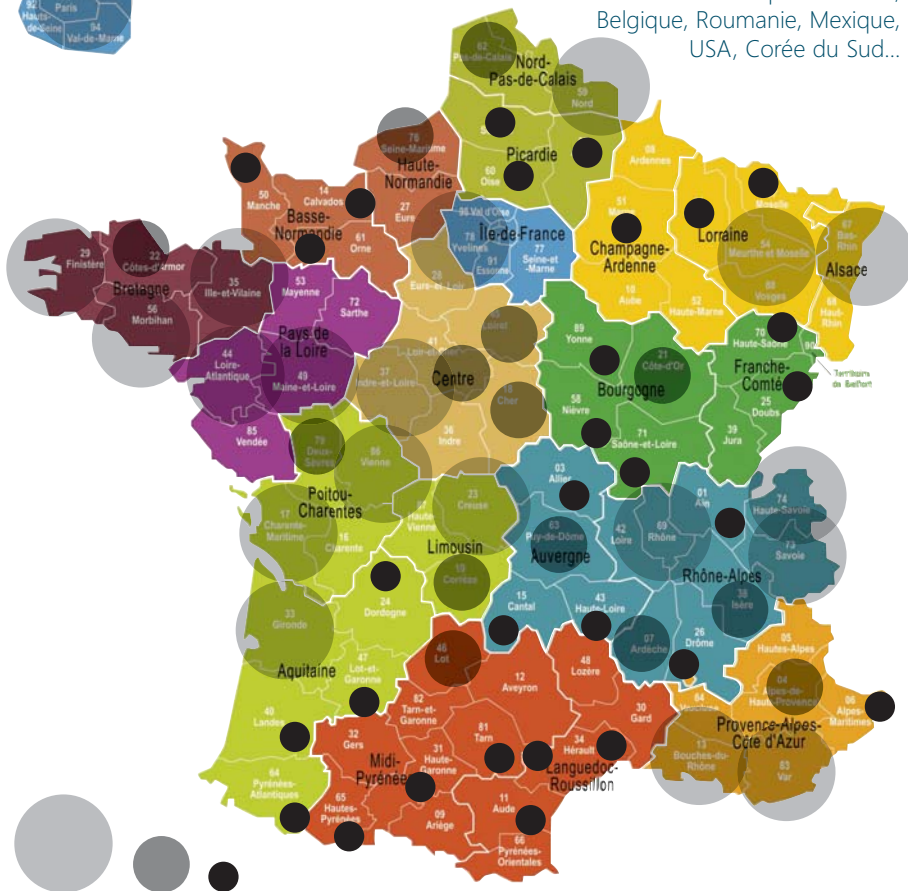 92
Hauts-
de-Seine
Paris
94
Val-de-Marne
Belgique, Roumanie, Mexique,
USA, Corée du Sud...
62
Pas-de-Calais
Nord-
Pas-de-Calais
59
Nord
76
Seine-Maritime
Haute-
Normandie
Picardie
60
Oise
08
Ardennes
50
Manche
14
Calvados
27
Eure
Basse-
Normandie
61
Orne
95 Val d'Oise
78
Yvelines
Île-de-France
91
Essonne
77
Seine-et
-Marne
51
Champagne-
Ardenne
10
Aube
52
Haute-Marne
Moselle
Lorraine
54
Meurthe et Moselle
88
Vosges
67
Bas-
Rhin
Alsace
68
Haut-
Rhin
29
Finistère
22
Côtes-d'Armor
Bretagne
35
Ille-et-Vilaine
56
Morbihan
53
Mayenne
72
Sarthe
Pays de
la Loire
44
Loire-
Atlantique
49
Maine-et-Loire
85
Vendée
28
Eure-et-Loir
45
Loiret
41
Loir-et-Cher
37
Indre-et-Loire
Centre
18
Cher
36
Indre
89
Yonne
21
Côte-d'Or
Bourgogne
58
Nièvre
71
Saône-et-Loire
70
Haute-Saône
90
Territoire
de Belfort
Franche-
Comté
25
Doubs
39
Jura
79
Deux-
Sèvres
86
Vienne
Poitou-
Charentes
17
Charente-
Maritime
16
Charente
87
Haute-
Vienne
23
Creuse
Limousin
19
Corrèze
03
Allier
63
Puy-de-Dôme
Auvergne
15
Cantal
43
Haute-Loire
42
Loire
69
Rhône
01
Ain
74
Haute-Savoie
73
Savoie
Rhône-Alpes
38
Isère
07
Ardèche
26
Drôme
33
Gironde
24
Dordogne
Aquitaine
47
Lot-et-
Garonne
40
Landes
64
Pyrénées-
Atlantiques
46
Lot
12
Aveyron
48
Lozère
82
Tarn-et-
Garonne
32
Gers
81
Tarn
31
Haute-
Garonne
Midi-
Pyrénées
65
Hautes-
Pyrénées
09
Ariège
30
Gard
34
Hérault
Languedoc-
Roussillon
11
Aude
66
Pyrénées-
Orientales
05
Hautes-Alpes
04
Alpes-de-
Haute-Provence
06
Alpes-
Maritimes
84
Provence-Alpes-
Côte d'Azur
13
Bouches-du-
Rhône
83
Var